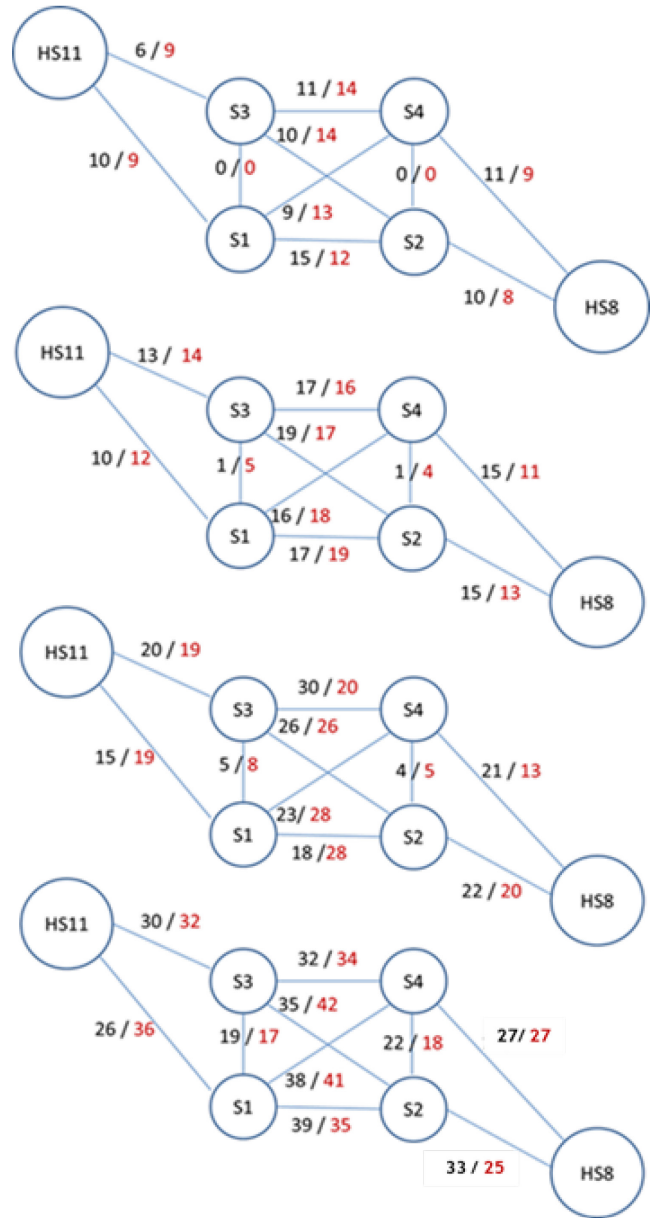 HS11
6 / 9
11 / 14
S3
S4
10 / 14
10 / 9
0 / 0
0 / 0
11 / 9
9 / 13
S1
S2
15 / 12
10 / 8
HS8
HS11
13 / 14
17 / 16
S3
S4
19 / 17
10 / 12
1 / 5
1 / 4
15 / 11
16 / 18
S1
S2
17 / 19
15 / 13
HS8
HS11
20 / 19
30 / 20
S3
S4
26 / 26
15 / 19
5 / 8
4 / 5
21 / 13
23/ 28
S1
S2
18 /28
22 / 20
HS8
HS11
30 / 32
32 / 34
S3
S4
35 / 42
26 / 36
19 / 17
22 / 18
27/ 27
38 / 41
S1
S2
39 / 35
33 / 25
HS8